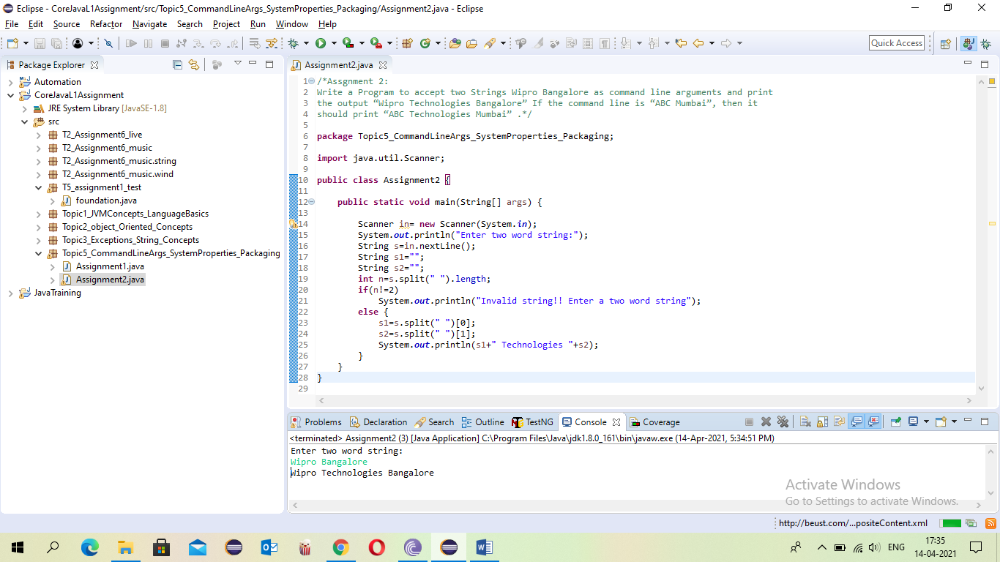 Eclipse - CoreJavaL1Assignment/src/Topic5_CommandLineArgs_SystemProperties_Packaging/Assignment2.java - Eclipse
File Edit Source Refactor Navigate Search Project Run Window Help
Quick Access
Package Explorer
Automation
CoreJavaL1Assignment
JRE System Library [JavaSE-1.8]
src
T2_Assignment6_live
T2_Assignment6_music
T2_Assignment6_music.string
T2_Assignment6_music.wind
T5_assignment1_test
foundation.java
Topic1_JVMConcepts_LanguageBasics
Topic2_object_Oriented_Concepts
Topic3_Exceptions_String_Concepts
Topic5_CommandLineArgs_SystemProperties_Packaging
Assignment1.java
Assignment2.java
JavaTraining
Assignment2.java
1 /*Assgnment 2:
2 Write a Program to accept two Strings Wipro Bangalore as command line arguments and print
3 the output “Wipro Technologies Bangalore” If the command line is “ABC Mumbai”, then it
4 should print “ABC Technologies Mumbai” .*/
5
6 package Topic5_CommandLineArgs_SystemProperties_Packaging;
7
8 import java.util.Scanner;
9
10 public class Assignment2 {
11
12 public static void main(String[] args) {
13
14 Scanner in= new Scanner(System.in);
15 System.out.println("Enter two word string:");
16 String s=in.nextLine();
17 String s1="";
18 String s2="";
19 int n=s.split(" ").length;
20 if(n!=2)
21 System.out.println("Invalid string!! Enter a two word string");
22 else {
23 s1=s.split(" ")[0];
24 s2=s.split(" ")[1];
25 System.out.println(s1+" Technologies "+s2);
26 }
27 }
28 }
29
Problems Declaration Search Outline TestNG Console Coverage
<terminated> Assignment2 (3) [Java Application] C:\Program Files\Java\jdk1.8.0_161\bin\javaw.exe (14-Apr-2021, 5:34:51 PM)
Enter two word string:
Wipro Bangalore
Wipro Technologies Bangalore
Activate Windows
Go to Settings to activate Windows.
http://beust.com/...positeContent.xml
ENG
17:35
14-04-2021